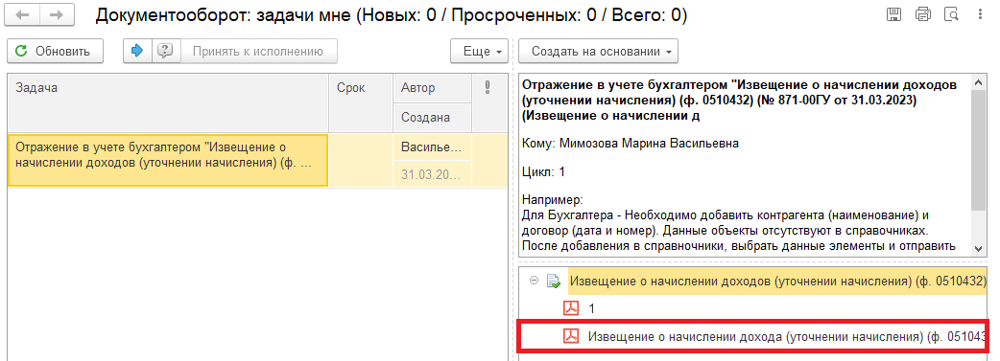 Документооборот: задачи мне (Новых: 0 / Просроченных: 0 / Всего: 0)
Обновить
Принять к исполнению
Еще
Создать на основании
Задача
Срок
Автор
Создана
Отражение в учете бухгалтером "Извещение о
начислении доходов (уточнении начисления) (ф. ...
Василье...
31.03.20...
Отражение в учете бухгалтером "Извещение о начислении доходов
(уточнении начисления) (ф. 0510432) (№ 871-00ГУ от 31.03.2023)
(Извещение о начислении д
Кому: Мимозова Марина Васильевна
Цикл: 1
Например:
Для Бухгалтера - Необходимо добавить контрагента (наименование) и
договор (дата и номер). Данные объекты отсутствуют в справочниках.
После добавления в справночники, выбрать данные элементы и отправить
Извещение о начислении доходов (уточнении начисления) (ф. 0510432)
1
Извещение о начислении дохода (уточнении начисления) (ф. 051043